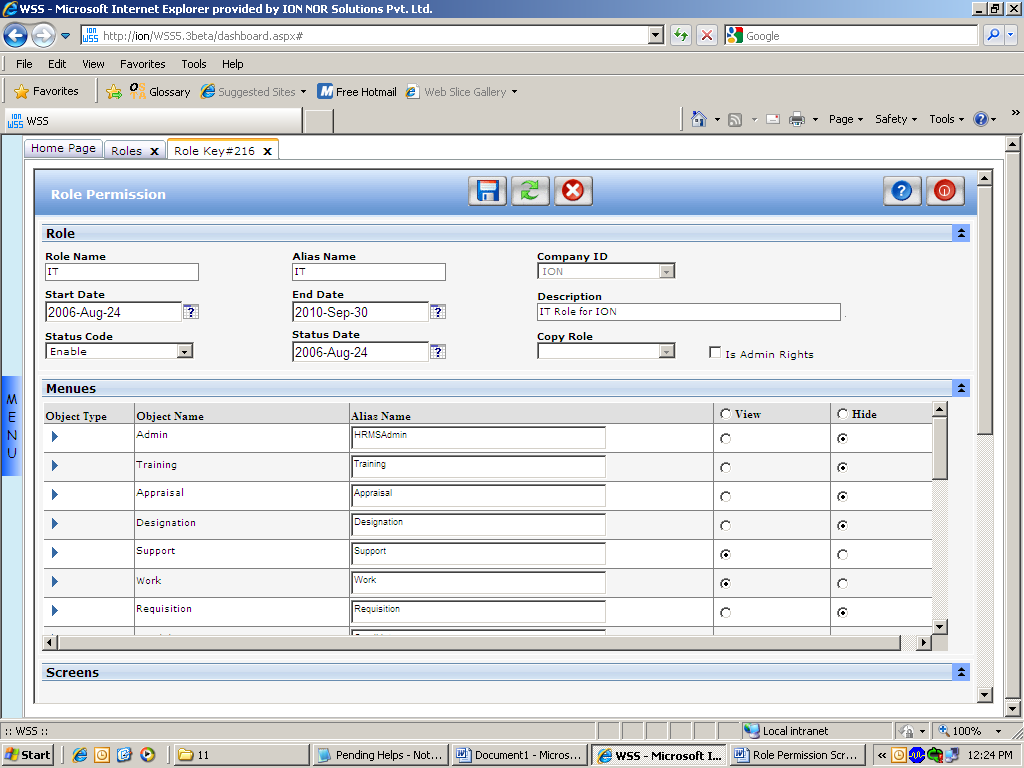 WSS - Microsoft Internet Explorer provided by ION NOR Solutions Pvt. Ltd.
ion WSS http://ion/WSS5.3beta/dashboard.aspx# Google
File Edit View Favorites Tools Help
Favorites Glossary Suggested Sites Free Hotmail Web Slice Gallery
ion WSS WSS Page Safety Tools »
Home Page Roles X Role Key#216 X
Role Permission
Role
Role Name Alias Name Company ID
IT IT ION
Start Date End Date Description
2006-Aug-24 2010-Sep-30 IT Role for ION
Status Code Status Date Copy Role
Enable 2006-Aug-24 Is Admin Rights
MENU
Menues
Object Type Object Name Alias Name View Hide
Admin HRMSAdmin
Training Training
Appraisal Appraisal
Designation Designation
Support Support
Work Work
Requisition Requisition
Screens
:: WSS :: Local intranet 100%
Start 11 Pending Helps - Not... Document1 - Micros... WSS - Microsoft I... Role Permission Scr... « 12:24 PM